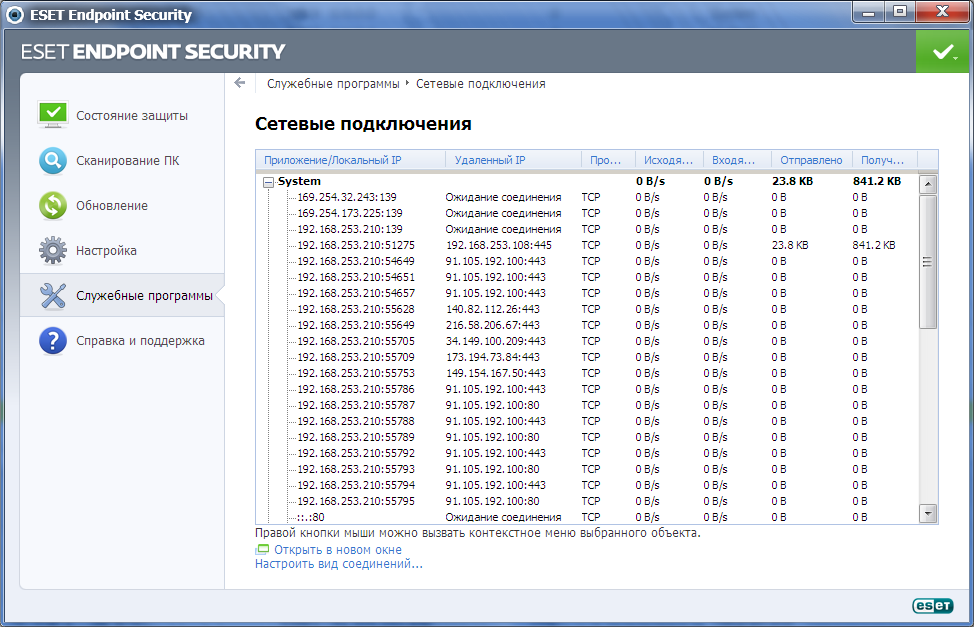 ESET Endpoint Security
ESET ENDPOINT SECURITY
Состояние защиты
Сканирование ПК
Обновление
Настройка
Служебные программы
Справка и поддержка
Служебные программы Сетевые подключения
Сетевые подключения
Приложение/Локальный IP Удаленный IP Про... Исходя... Входя... Отправлено Получ...
System 0 B/s 0 B/s 23.8 KB 841.2 KB
169.254.32.243:139 Ожидание соединения TCP 0 B/s 0 B/s 0 B 0 B
169.254.173.225:139 Ожидание соединения TCP 0 B/s 0 B/s 0 B 0 B
192.168.253.210:139 Ожидание соединения TCP 0 B/s 0 B/s 0 B 0 B
192.168.253.210:51275 192.168.253.108:445 TCP 0 B/s 0 B/s 23.8 KB 841.2 KB
192.168.253.210:54649 91.105.192.100:443 TCP 0 B/s 0 B/s 0 B 0 B
192.168.253.210:54651 91.105.192.100:443 TCP 0 B/s 0 B/s 0 B 0 B
192.168.253.210:54657 91.105.192.100:443 TCP 0 B/s 0 B/s 0 B 0 B
192.168.253.210:55628 140.82.112.26:443 TCP 0 B/s 0 B/s 0 B 0 B
192.168.253.210:55649 216.58.206.67:443 TCP 0 B/s 0 B/s 0 B 0 B
192.168.253.210:55705 34.149.100.209:443 TCP 0 B/s 0 B/s 0 B 0 B
192.168.253.210:55709 173.194.73.84:443 TCP 0 B/s 0 B/s 0 B 0 B
192.168.253.210:55753 149.154.167.50:443 TCP 0 B/s 0 B/s 0 B 0 B
192.168.253.210:55786 91.105.192.100:443 TCP 0 B/s 0 B/s 0 B 0 B
192.168.253.210:55787 91.105.192.100:80 TCP 0 B/s 0 B/s 0 B 0 B
192.168.253.210:55788 91.105.192.100:443 TCP 0 B/s 0 B/s 0 B 0 B
192.168.253.210:55789 91.105.192.100:80 TCP 0 B/s 0 B/s 0 B 0 B
192.168.253.210:55792 91.105.192.100:443 TCP 0 B/s 0 B/s 0 B 0 B
192.168.253.210:55793 91.105.192.100:80 TCP 0 B/s 0 B/s 0 B 0 B
192.168.253.210:55794 91.105.192.100:443 TCP 0 B/s 0 B/s 0 B 0 B
192.168.253.210:55795 91.105.192.100:80 TCP 0 B/s 0 B/s 0 B 0 B
::.:80 Ожидание соединения TCP 0 B/s 0 B/s 0 B 0 B
Правой кнопки мыши можно вызвать контекстное меню выбранного объекта.
Открыть в новом окне
Настроить вид соединений...
eset